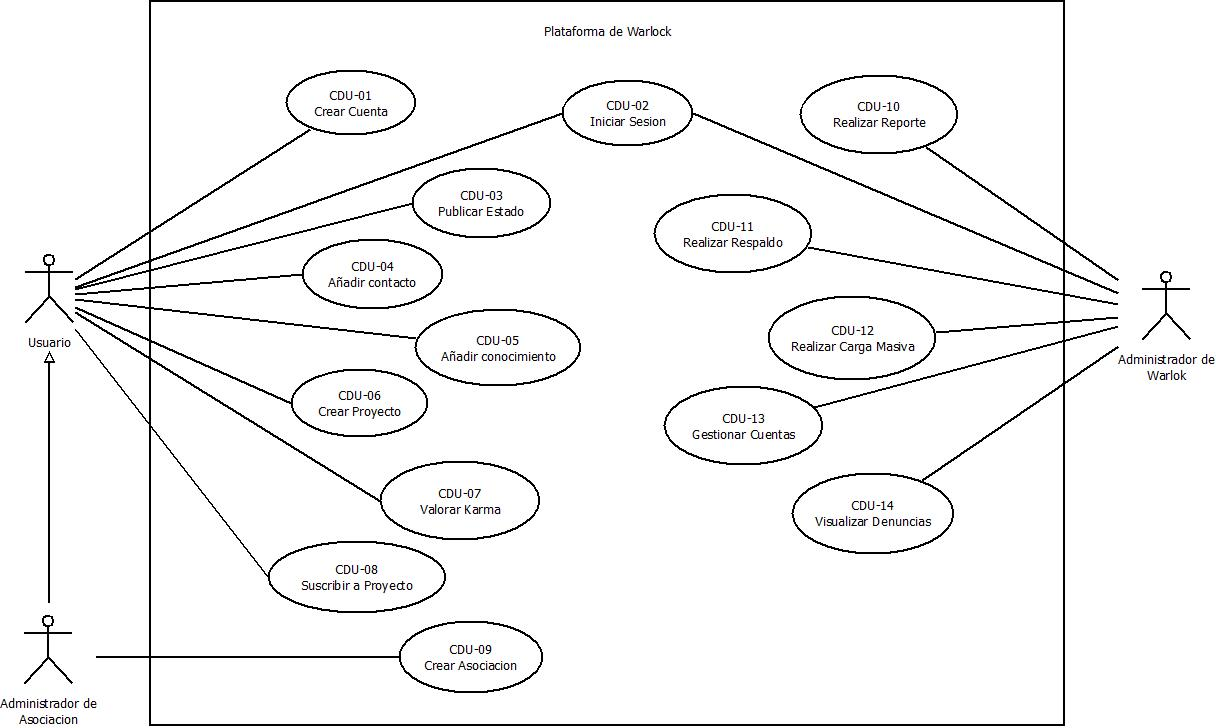 Plataforma de Warlock
CDU-01
Crear Cuenta
CDU-02
Iniciar Sesion
CDU-10
Realizar Reporte
CDU-03
Publicar Estado
CDU-11
Realizar Respaldo
CDU-04
Añadir contacto
CDU-12
Realizar Carga Masiva
CDU-05
Añadir conocimiento
Usuario
Administrador de
Warlok
CDU-06
Crear Proyecto
CDU-13
Gestionar Cuentas
CDU-07
Valorar Karma
CDU-14
Visualizar Denuncias
CDU-08
Suscribir a Proyecto
CDU-09
Crear Asociacion
Administrador de
Asociacion